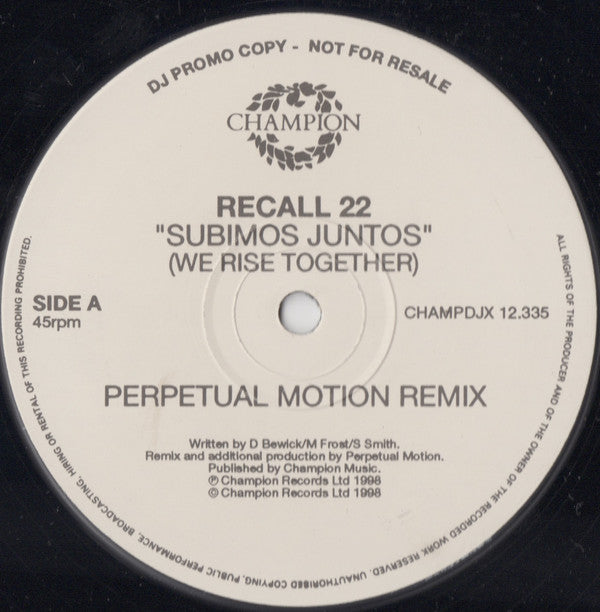 DJ PROMO COPY - NOT FOR RESALE
CHAMPION
RECALL 22
"SUBIMOS JUNTOS"
(WE RISE TOGETHER)
SIDE A
45rpm
CHAMPDJX 12.335
PERPETUAL MOTION REMIX
Written by D Bewick/M Frost/S Smith.
Remix and additional production by Perpetual Motion.
Published by Champion Music.
℗ Champion Records Ltd 1998
© Champion Records Ltd 1998
ALL RIGHTS OF THE PRODUCER AND OF THE OWNER OF THE RECORDED WORK RESERVED. UNAUTHORISED COPYING, PUBLIC PERFORMANCE, BROADCASTING, HIRING OR RENTAL OF THIS RECORDING PROHIBITED.